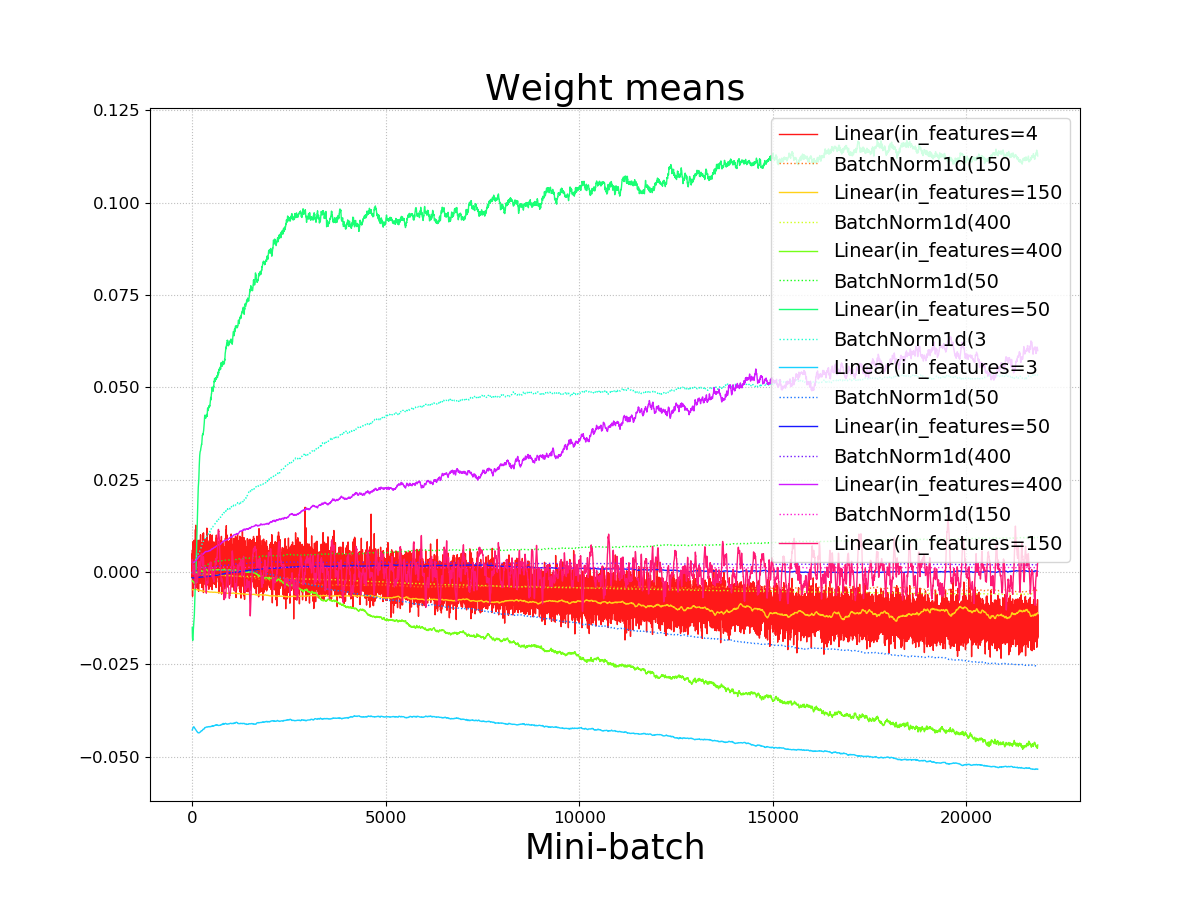 Weight means
0.125
0.100
0.075
0.050
0.025
0.000
−0.025
−0.050
Linear(in_features=4
BatchNorm1d(150
Linear(in_features=150
BatchNorm1d(400
Linear(in_features=400
BatchNorm1d(50
Linear(in_features=50
BatchNorm1d(3
Linear(in_features=3
BatchNorm1d(50
Linear(in_features=50
BatchNorm1d(400
Linear(in_features=400
BatchNorm1d(150
Linear(in_features=150
0
5000
10000
15000
20000
Mini-batch